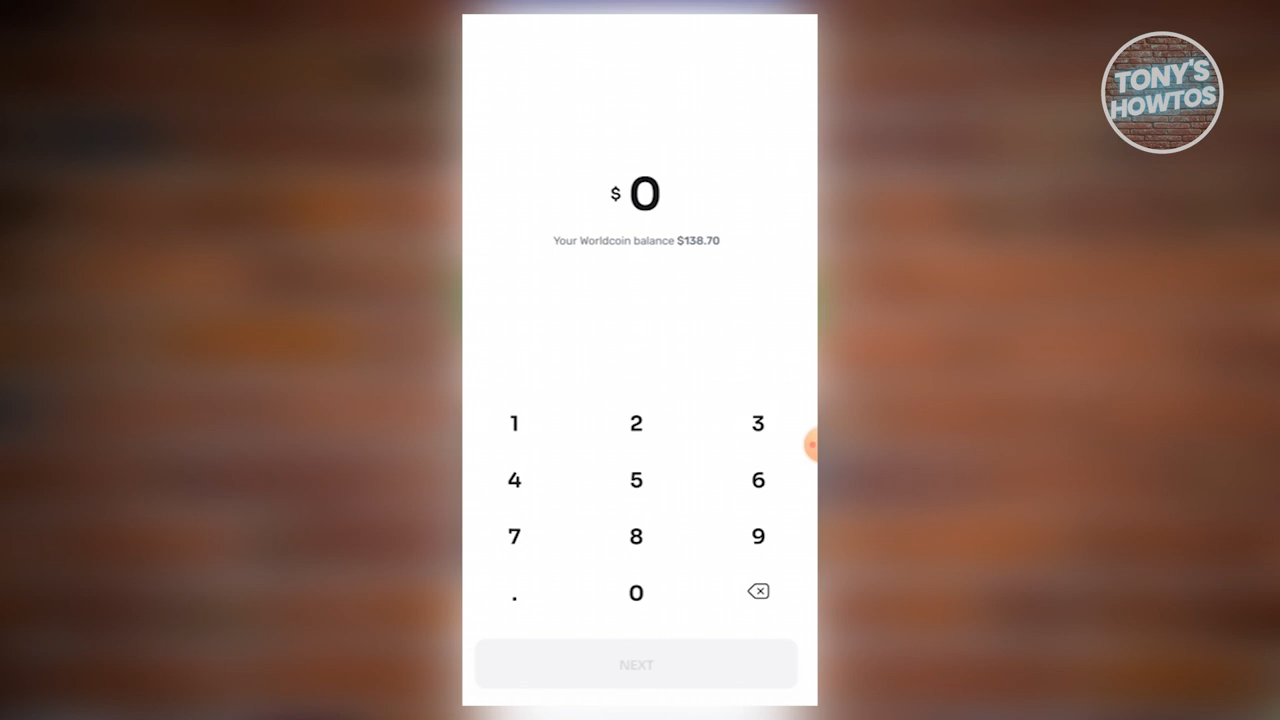 TONY'S
HOWTOS
$ 0
Your Worldcoin balance $138.70
1 2 3
4 5 6
7 8 9
. 0
NEXT